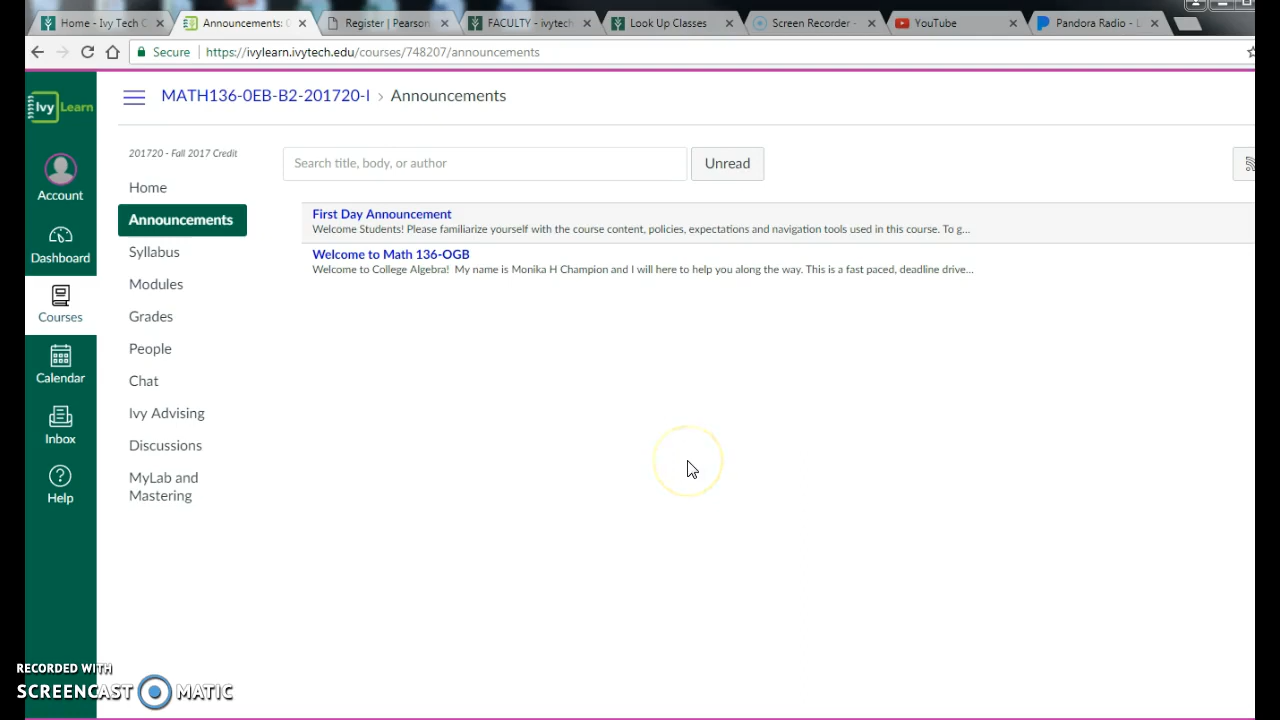 Home - Ivy Tech C
Announcements:
Register | Pearson
FACULTY - ivytech
Look Up Classes
Screen Recorder -
YouTube
Pandora Radio - L
Secure
https://ivylearn.ivytech.edu/courses/748207/announcements
Ivy Learn
Account
Dashboard
Courses
Calendar
Inbox
Help
MATH136-0EB-B2-201720-I › Announcements
201720 - Fall 2017 Credit
Home
Announcements
Syllabus
Modules
Grades
People
Chat
Ivy Advising
Discussions
MyLab and
Mastering
Search title, body, or author
Unread
First Day Announcement
Welcome Students! Please familiarize yourself with the course content, policies, expectations and navigation tools used in this course. To g...
Welcome to Math 136-OGB
Welcome to College Algebra! My name is Monika H Champion and I will here to help you along the way. This is a fast paced, deadline drive...
RECORDED WITH
SCREENCAST MATIC